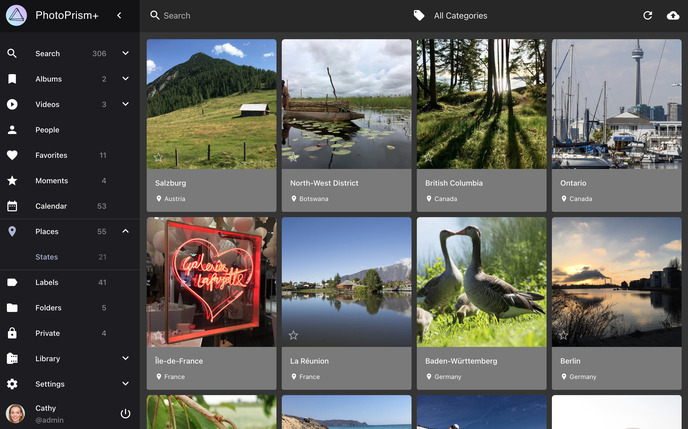 PhotoPrism+
Search
All Categories
Search 306
Albums 2
Videos 3
People
Favorites 11
Moments 4
Calendar 53
Places 55
States 21
Labels 41
Folders 5
Private 4
Library
Settings
Cathy
@admin
Salzburg
Austria
North-West District
Botswana
British Columbia
Canada
Ontario
Canada
Galeries
Lafayette
Île-de-France
France
La Réunion
France
Baden-Württemberg
Germany
Berlin
Germany